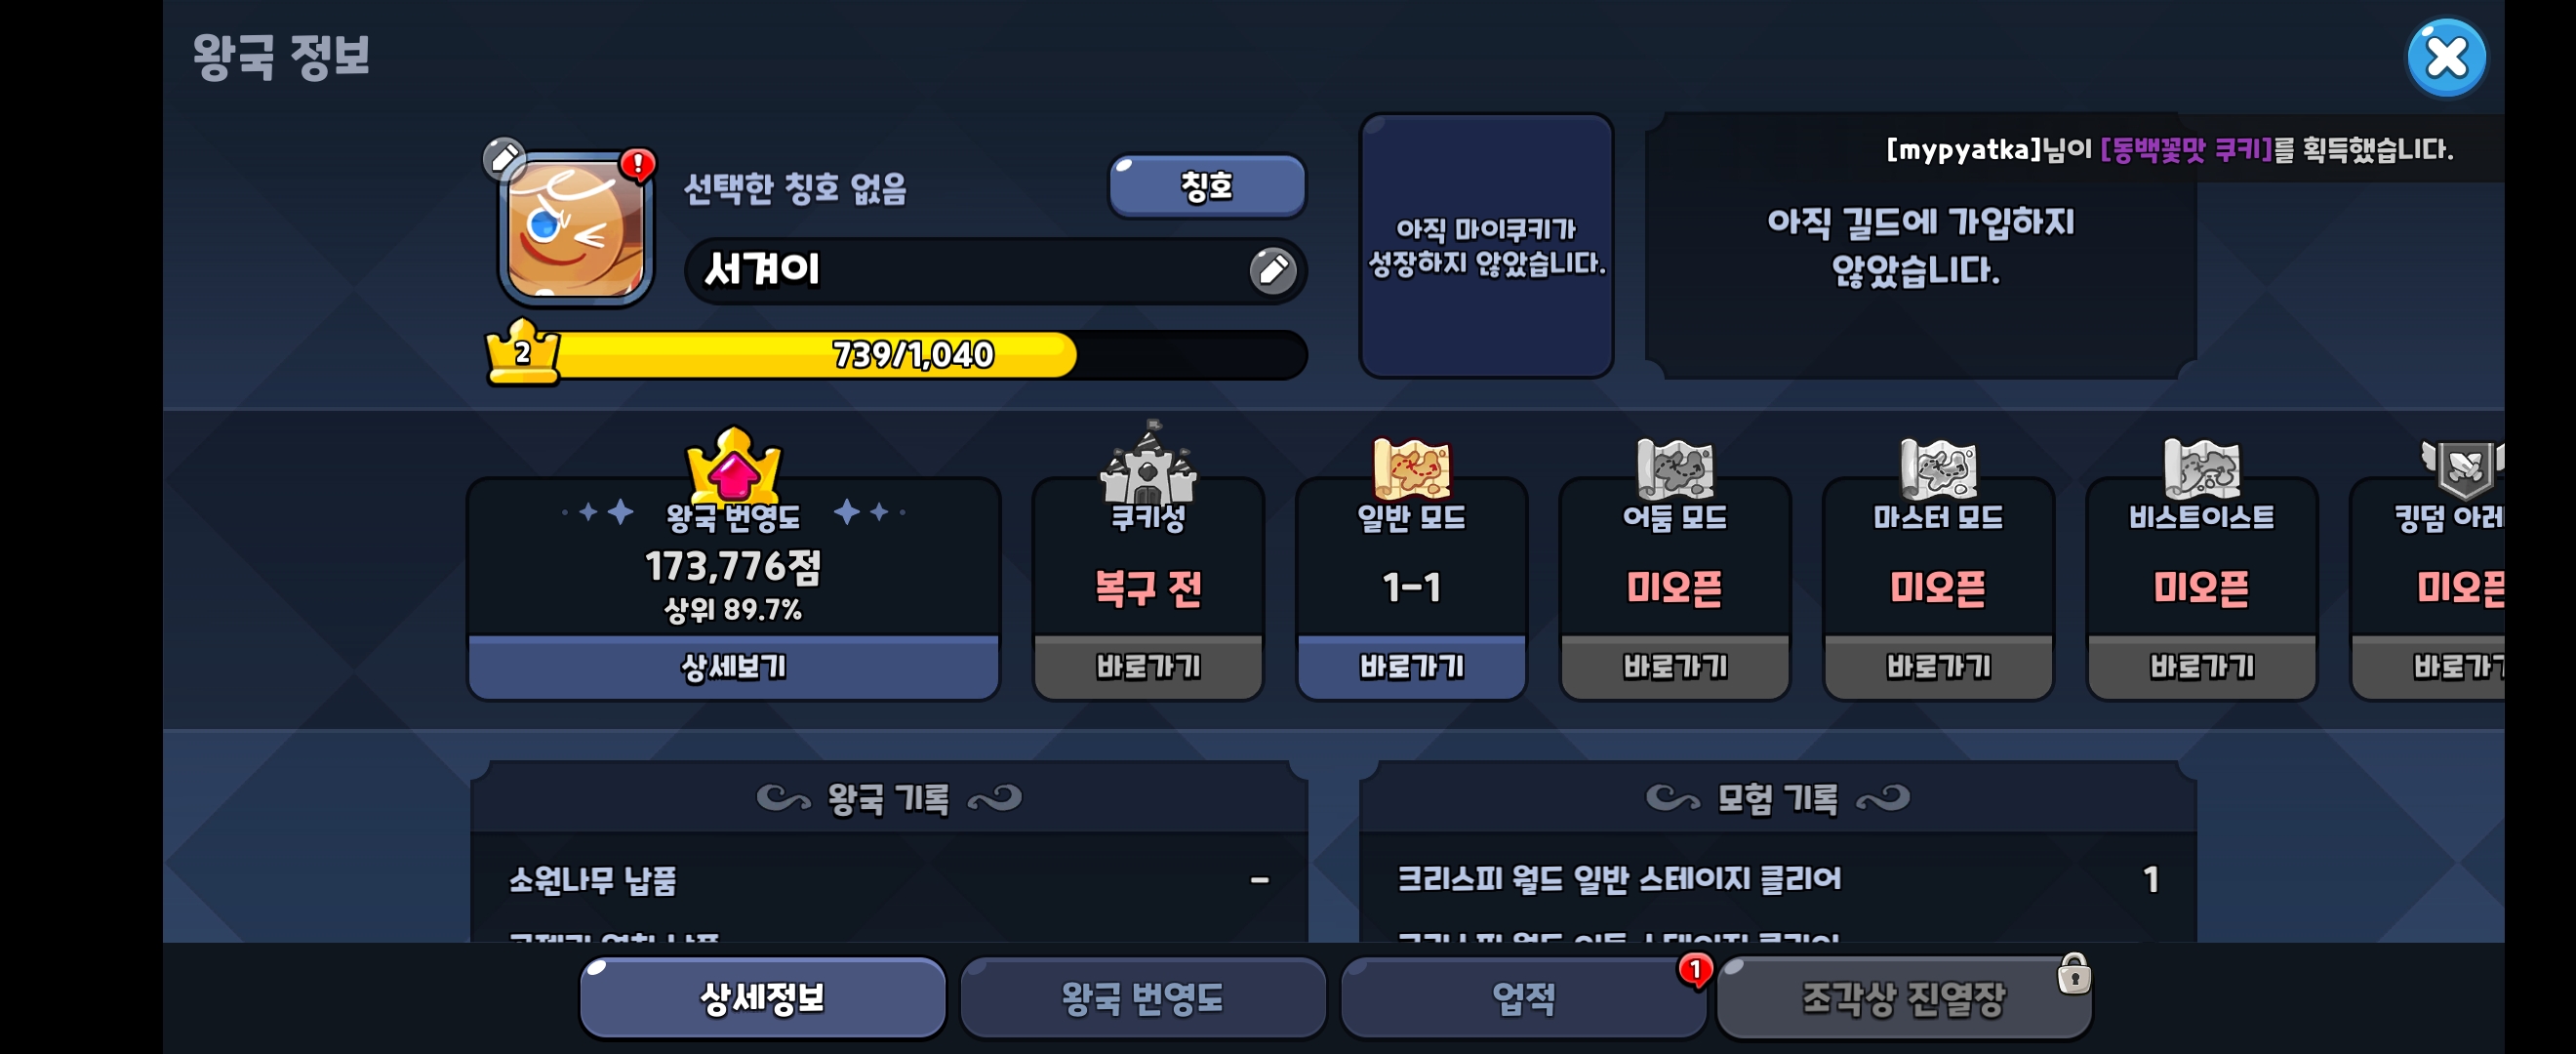 왕국 정보
[mypyatka]님이 [동백꽃맛 쿠키]를 획득했습니다.
선택한 칭호 없음
칭호
서겨이
2
739/1,040
아직 마이쿠키가
성장하지 않았습니다.
아직 길드에 가입하지
않았습니다.
왕국 번영도
173,776점
상위 89.7%
상세보기
쿠키성
복구 전
바로가기
일반 모드
1-1
바로가기
어둠 모드
미오픈
바로가기
마스터 모드
미오픈
바로가기
비스트이스트
미오픈
바로가기
킹덤
왕국 기록
소원나무 납품
-
모험 기록
크리스피 월드 일반 스테이지 클리어
1
상세정보
왕국 번영도
업적
1
조각상 진열장